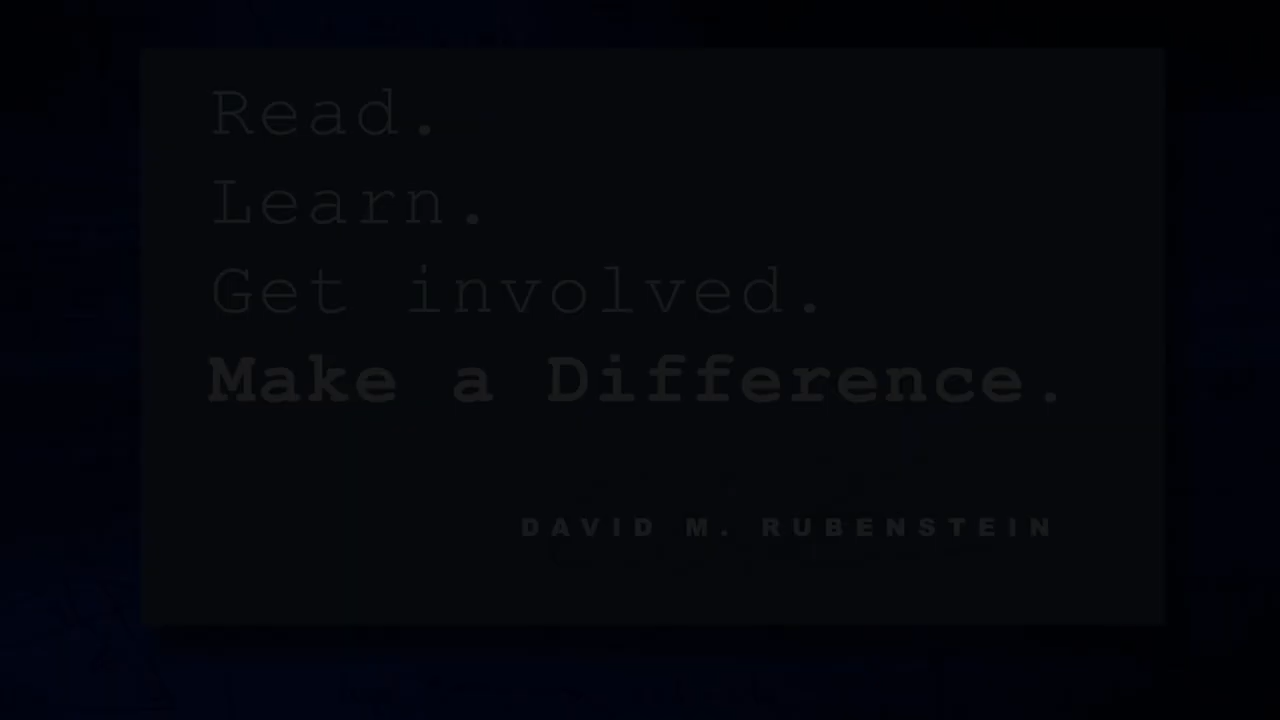 Read.
Learn.
Get involved.
Make a Difference.
DAVID M. RUBENSTEIN